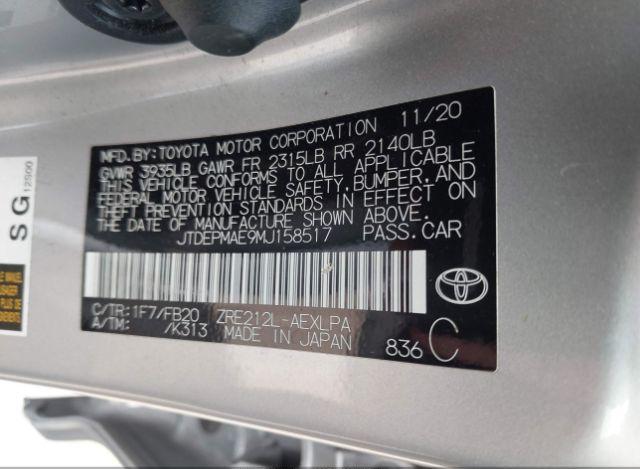 MFD. BY: TOYOTA MOTOR CORPORATION 11/20
GVWR 3935LB GAWR FR 2315LB RR 2140LB
THIS VEHICLE CONFORMS TO ALL APPLICABLE
FEDERAL MOTOR VEHICLE SAFETY, BUMPER, AND
THEFT PREVENTION STANDARDS IN EFFECT ON
THE DATE OF MANUFACTURE SHOWN ABOVE.
JTDEPMAE9MJ158517 PASS.CAR
C/TR: 1F7/FB20 ZRE212L-AEXLPA
A/TM: /K313 MADE IN JAPAN 836 C
SG
12S00